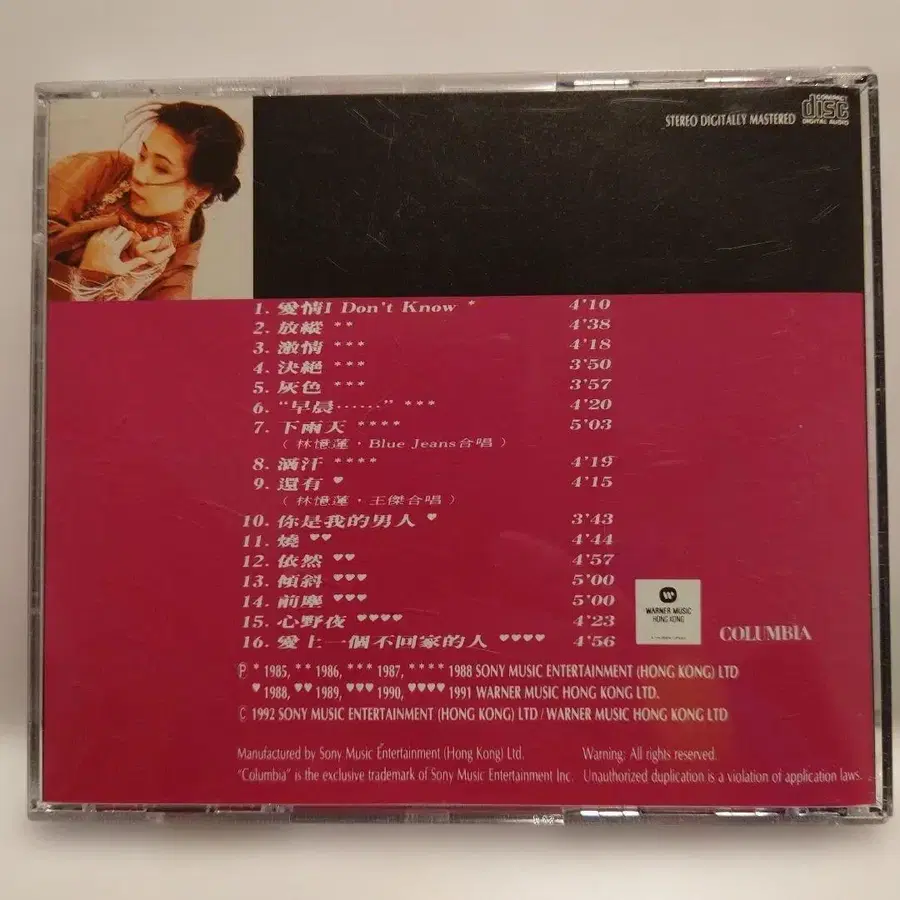 STEREO DIGITALLY MASTERED
COMPACT
disc
DIGITAL AUDIO
1. 愛情I Don't Know * 4'10
2. 放縱 ** 4'38
3. 激情 *** 4'18
4. 決絕 *** 3'50
5. 灰色 *** 3'57
6. “早晨……” *** 4'20
7. 下雨天 **** 5'03
(林憶蓮・Blue Jeans合唱)
8. 滴汗 **** 4'19
9. 還有 ♥ 4'15
(林憶蓮・王傑合唱)
10. 你是我的男人 ♥ 3'43
11. 燒 ♥♥ 4'44
12. 依然 ♥♥ 4'57
13. 傾斜 ♥♥♥ 5'00
14. 前塵 ♥♥♥ 5'00
15. 心野夜 ♥♥♥♥ 4'23
16. 愛上一個不回家的人 ♥♥♥♥ 4'56
WARNER MUSIC
HONG KONG
COLUMBIA
Ⓟ * 1985, ** 1986, *** 1987, **** 1988 SONY MUSIC ENTERTAINMENT (HONG KONG) LTD
♥ 1988, ♥♥ 1989, ♥♥♥ 1990, ♥♥♥♥ 1991 WARNER MUSIC HONG KONG LTD.
© 1992 SONY MUSIC ENTERTAINMENT (HONG KONG) LTD / WARNER MUSIC HONG KONG LTD
Manufactured by Sony Music Entertainment (Hong Kong) Ltd. Warning: All rights reserved.
"Columbia" is the exclusive trademark of Sony Music Entertainment Inc. Unauthorized duplication is a violation of application laws.